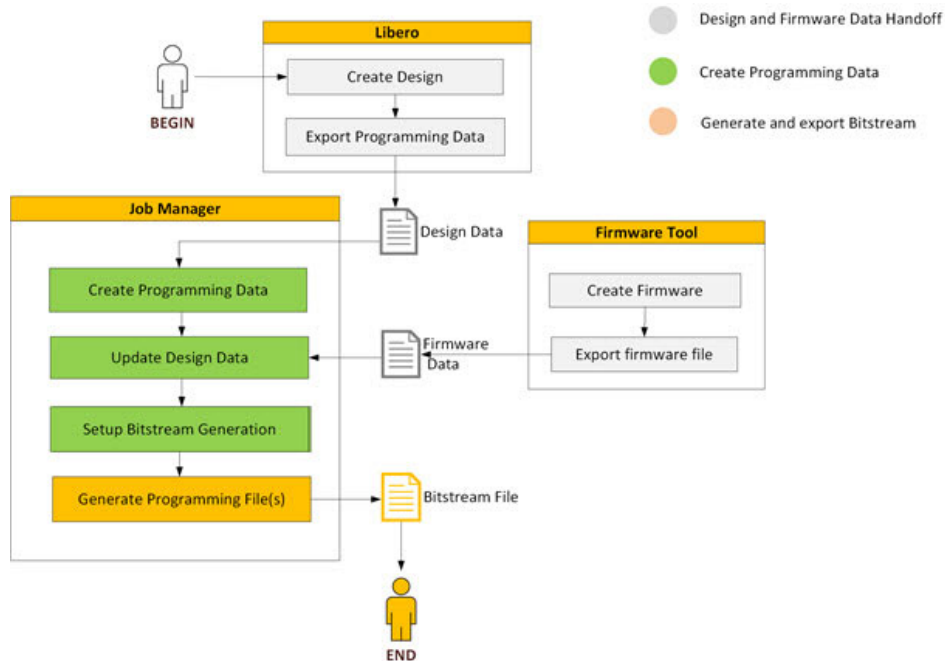 Libero
Create Design
Export Programming Data
BEGIN
Design and Firmware Data Handoff
Create Programming Data
Generate and export Bitstream
Job Manager
Create Programming Data
Update Design Data
Setup Bitstream Generation
Generate Programming File(s)
Design Data
Firmware Tool
Create Firmware
Export firmware file
Firmware
Data
Bitstream File
END